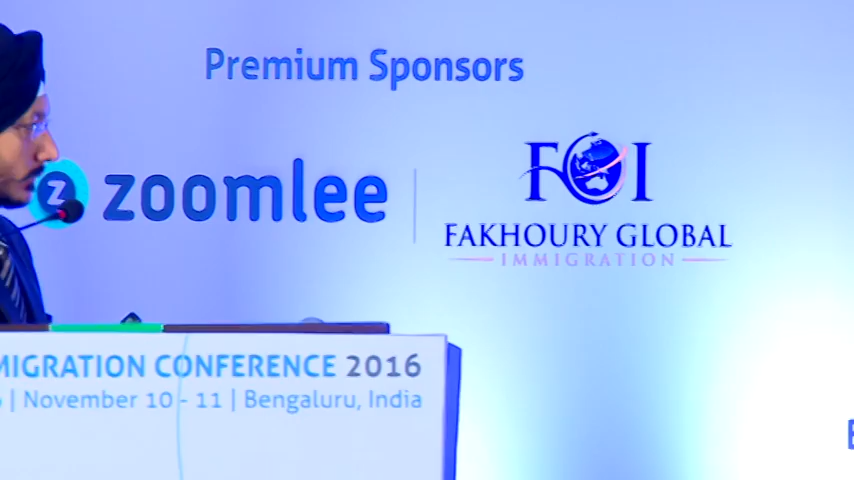 Premium Sponsors
z zoomlee
FGI
FAKHOURY GLOBAL
IMMIGRATION
MIGRATION CONFERENCE 2016
| November 10 - 11 | Bengaluru, India